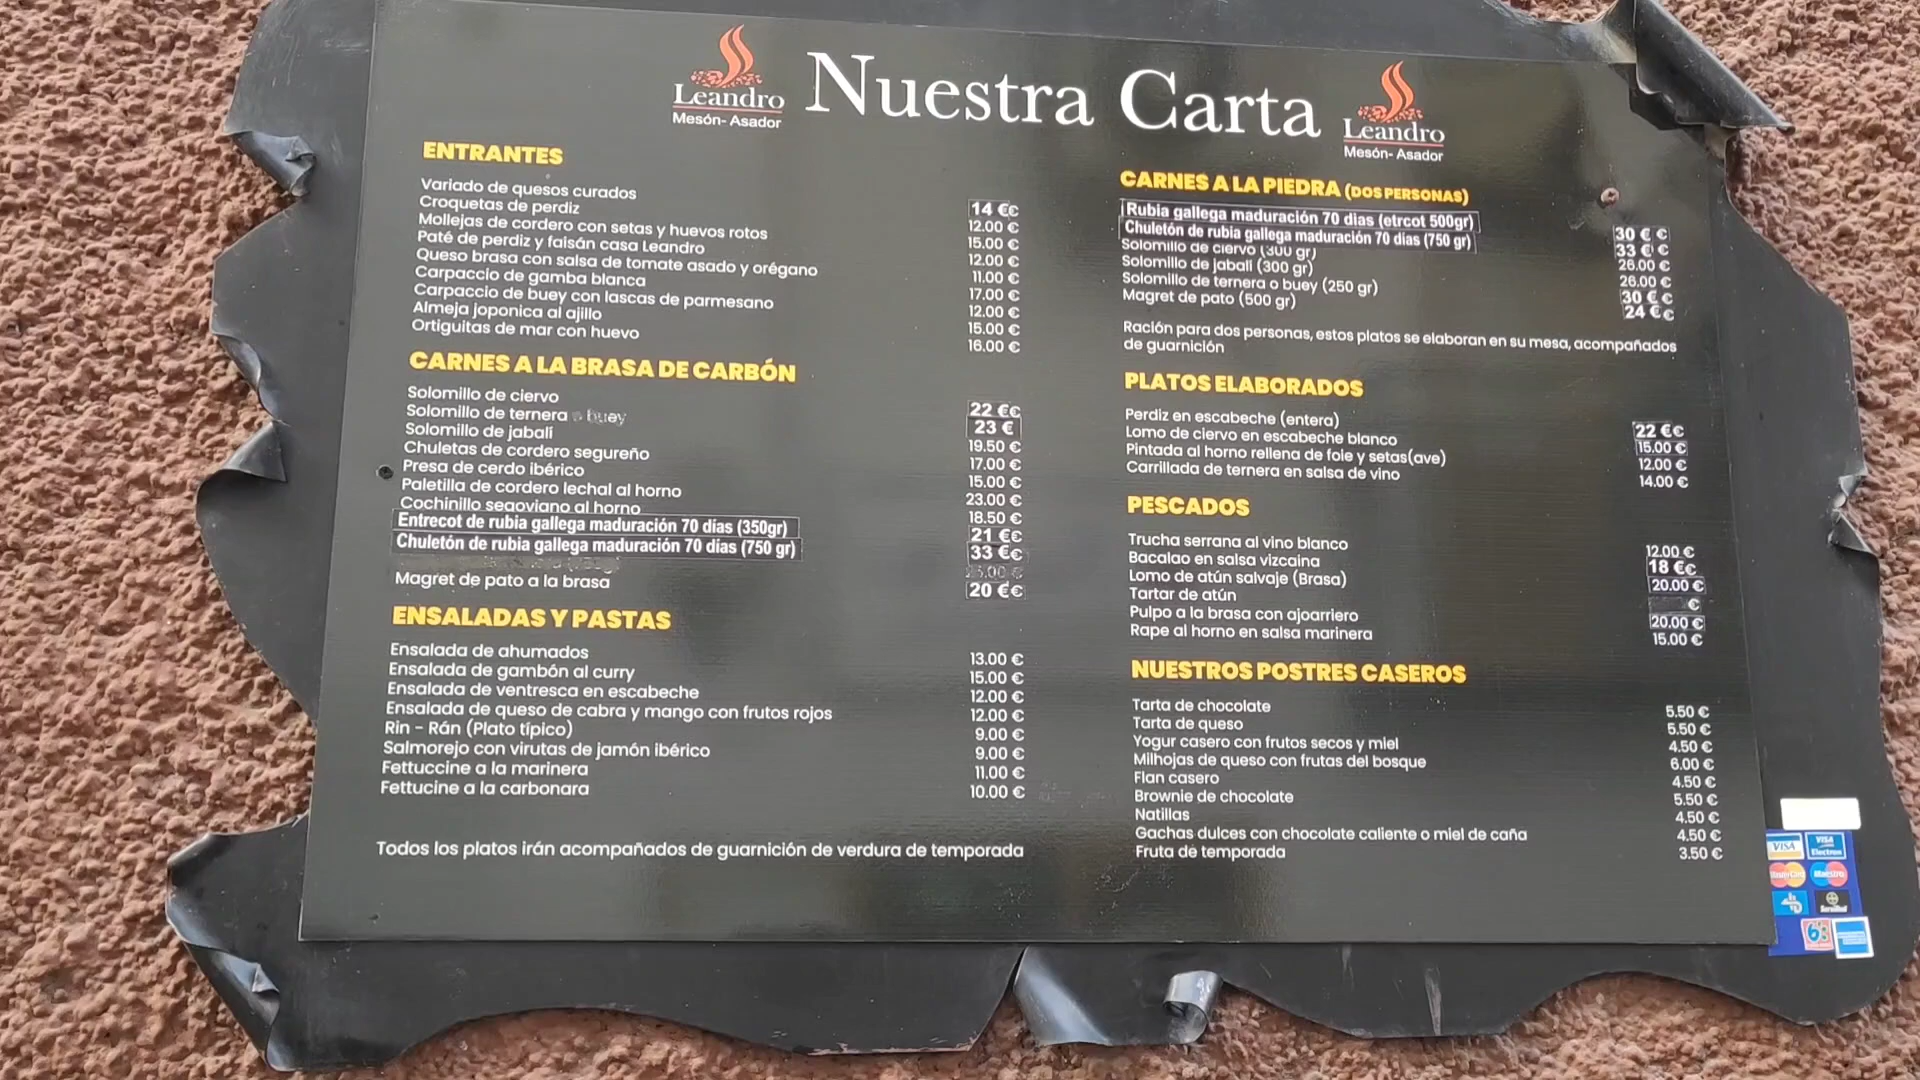 Leandro
Mesón- Asador
Nuestra Carta
Leandro
Mesón- Asador
ENTRANTES
Variado de quesos curados 14 €€
Croquetas de perdiz 12.00 €
Mollejas de cordero con setas y huevos rotos 15.00 €
Paté de perdiz y faisán casa Leandro 12.00 €
Queso brasa con salsa de tomate asado y orégano 11.00 €
Carpaccio de gamba blanca 17.00 €
Carpaccio de buey con lascas de parmesano 12.00 €
Almeja joponica al ajillo 15.00 €
Ortiguitas de mar con huevo 16.00 €
CARNES A LA BRASA DE CARBÓN
Solomillo de ciervo 22 €€
Solomillo de ternera o buey 23 €
Solomillo de jabalí 19.50 €
Chuletas de cordero segureño 17.00 €
Presa de cerdo ibérico 15.00 €
Paletilla de cordero lechal al horno 23.00 €
Cochinillo segoviano al horno 18.50 €
Entrecot de rubia gallega maduración 70 días (350gr) 21 €€
Chuletón de rubia gallega maduración 70 días (750 gr) 33 €€
Magret de pato a la brasa 20 €€
ENSALADAS Y PASTAS
Ensalada de ahumados 13.00 €
Ensalada de gambón al curry 15.00 €
Ensalada de ventresca en escabeche 12.00 €
Ensalada de queso de cabra y mango con frutos rojos 12.00 €
Rin - Rán (Plato típico) 9.00 €
Salmorejo con virutas de jamón ibérico 9.00 €
Fettuccine a la marinera 11.00 €
Fettucine a la carbonara 10.00 €
Todos los platos irán acompañados de guarnición de verdura de temporada
CARNES A LA PIEDRA (DOS PERSONAS)
Rubia gallega maduración 70 dias (etrcot 500gr) 30 € €
Chuletón de rubia gallega maduración 70 dias (750 gr) 33 € €
Solomillo de ciervo (300 gr) 26.00 €
Solomillo de jabalí (300 gr) 26.00 €
Solomillo de ternera o buey (250 gr) 30 € €
Magret de pato (500 gr) 24 €€
Ración para dos personas, estos platos se elaboran en su mesa, acompañados
de guarnición
PLATOS ELABORADOS
Perdiz en escabeche (entera) 22 €€
Lomo de ciervo en escabeche blanco 15.00 €
Pintada al horno rellena de foie y setas(ave) 12.00 €
Carrillada de ternera en salsa de vino 14.00 €
PESCADOS
Trucha serrana al vino blanco 12.00 €
Bacalao en salsa vizcaina 18 €€
Lomo de atún salvaje (Brasa) 20.00 €
Tartar de atún €
Pulpo a la brasa con ajoarriero 20.00 €
Rape al horno en salsa marinera 15.00 €
NUESTROS POSTRES CASEROS
Tarta de chocolate 5.50 €
Tarta de queso 5.50 €
Yogur casero con frutos secos y miel 4.50 €
Milhojas de queso con frutas del bosque 6.00 €
Flan casero 4.50 €
Brownie de chocolate 5.50 €
Natillas 4.50 €
Gachas dulces con chocolate caliente o miel de caña 4.50 €
Fruta de temporada 3.50 €
VISA
VISA Electron
MasterCard
Maestro